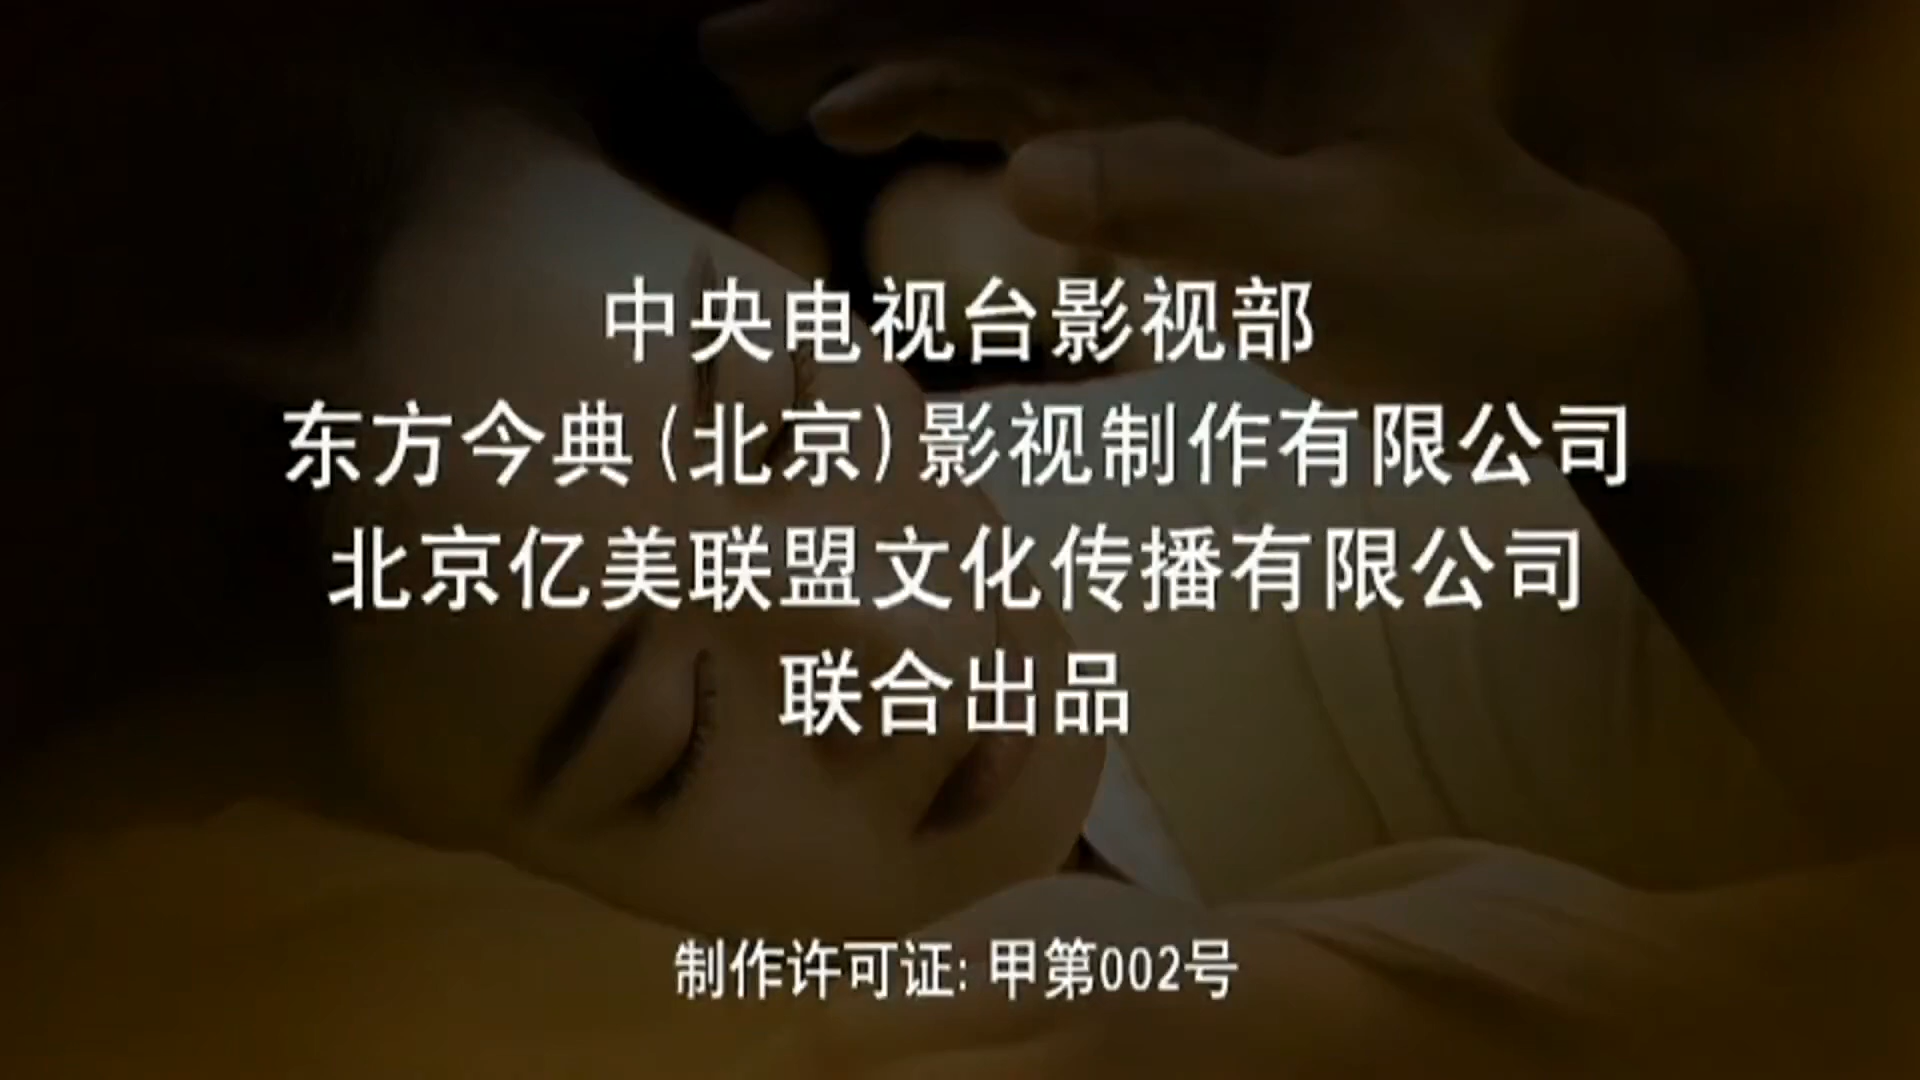 中央电视台影视部
东方今典(北京)影视制作有限公司
北京亿美联盟文化传播有限公司
联合出品
制作许可证:甲第002号